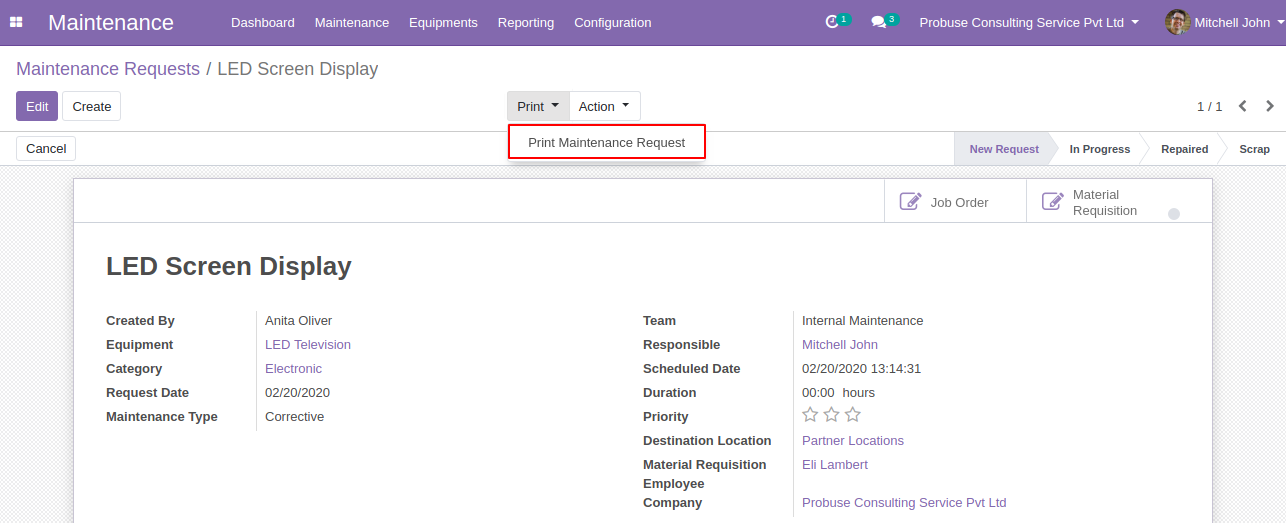 Maintenance Dashboard Maintenance Equipments Reporting Configuration 1 3 Probuse Consulting Service Pvt Ltd Mitchell John
Maintenance Requests / LED Screen Display
Edit Create Print Action 1 / 1
Print Maintenance Request
Cancel New Request In Progress Repaired Scrap
Job Order Material
Requisition
LED Screen Display
Created By Anita Oliver
Equipment LED Television
Category Electronic
Request Date 02/20/2020
Maintenance Type Corrective
Team Internal Maintenance
Responsible Mitchell John
Scheduled Date 02/20/2020 13:14:31
Duration 00:00 hours
Priority
Destination Location Partner Locations
Material Requisition Eli Lambert
Employee
Company Probuse Consulting Service Pvt Ltd